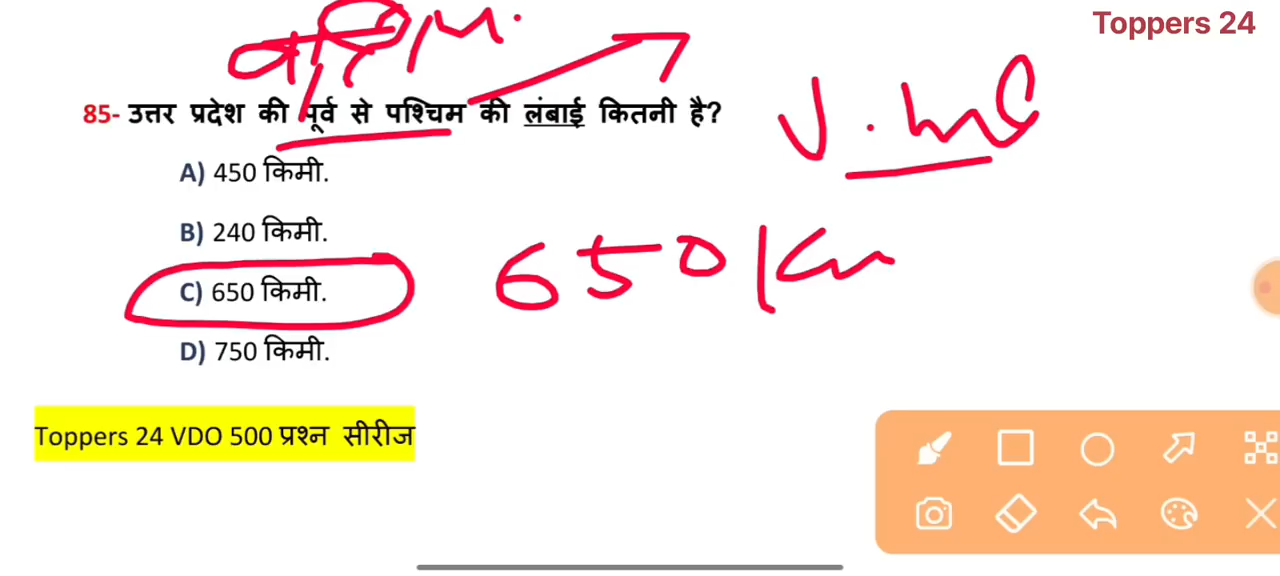 Toppers 24
85- उत्तर प्रदेश की पूर्व से पश्चिम की लंबाई कितनी है?
A) 450 किमी.
B) 240 किमी.
C) 650 किमी.
650 Km
D) 750 किमी.
Toppers 24 VDO 500 प्रश्न सीरीज